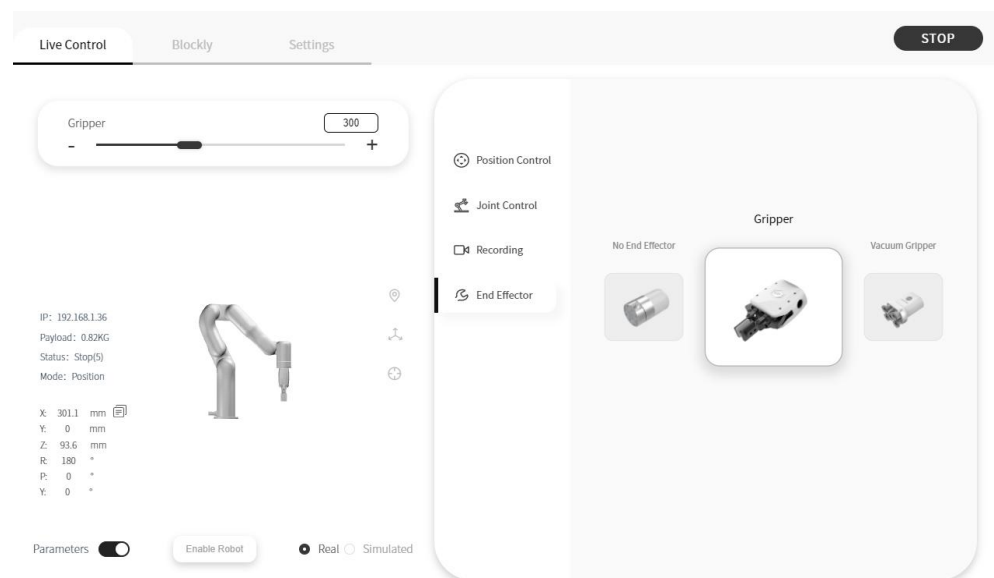 Live Control Blockly Settings STOP
Gripper 300
- +
Position Control
Joint Control
Recording
End Effector
Gripper
No End Effector Vacuum Gripper
IP: 192.168.1.36
Payload: 0.82KG
Status: Stop(5)
Mode: Position
X: 301.1 mm
Y: 0 mm
Z: 93.6 mm
R: 180 °
P: 0 °
Y: 0 °
Parameters Enable Robot Real Simulated